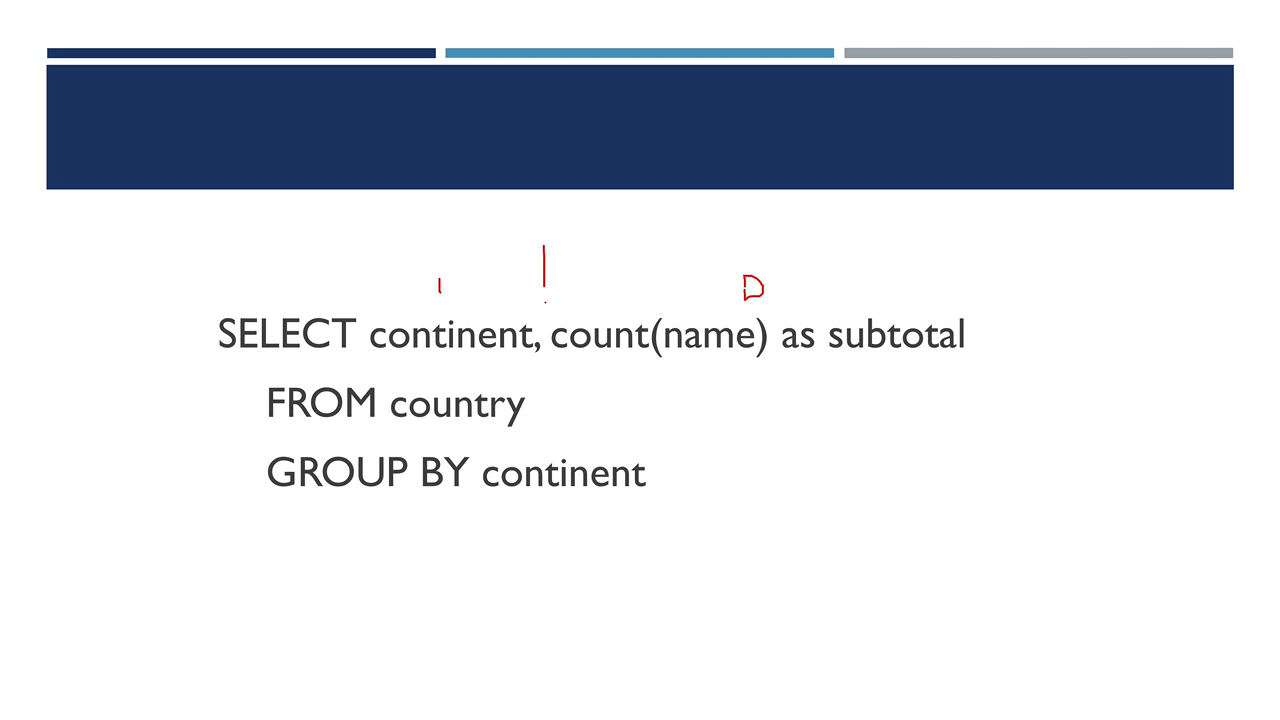 SELECT continent, count(name) as subtotal
FROM country
GROUP BY continent